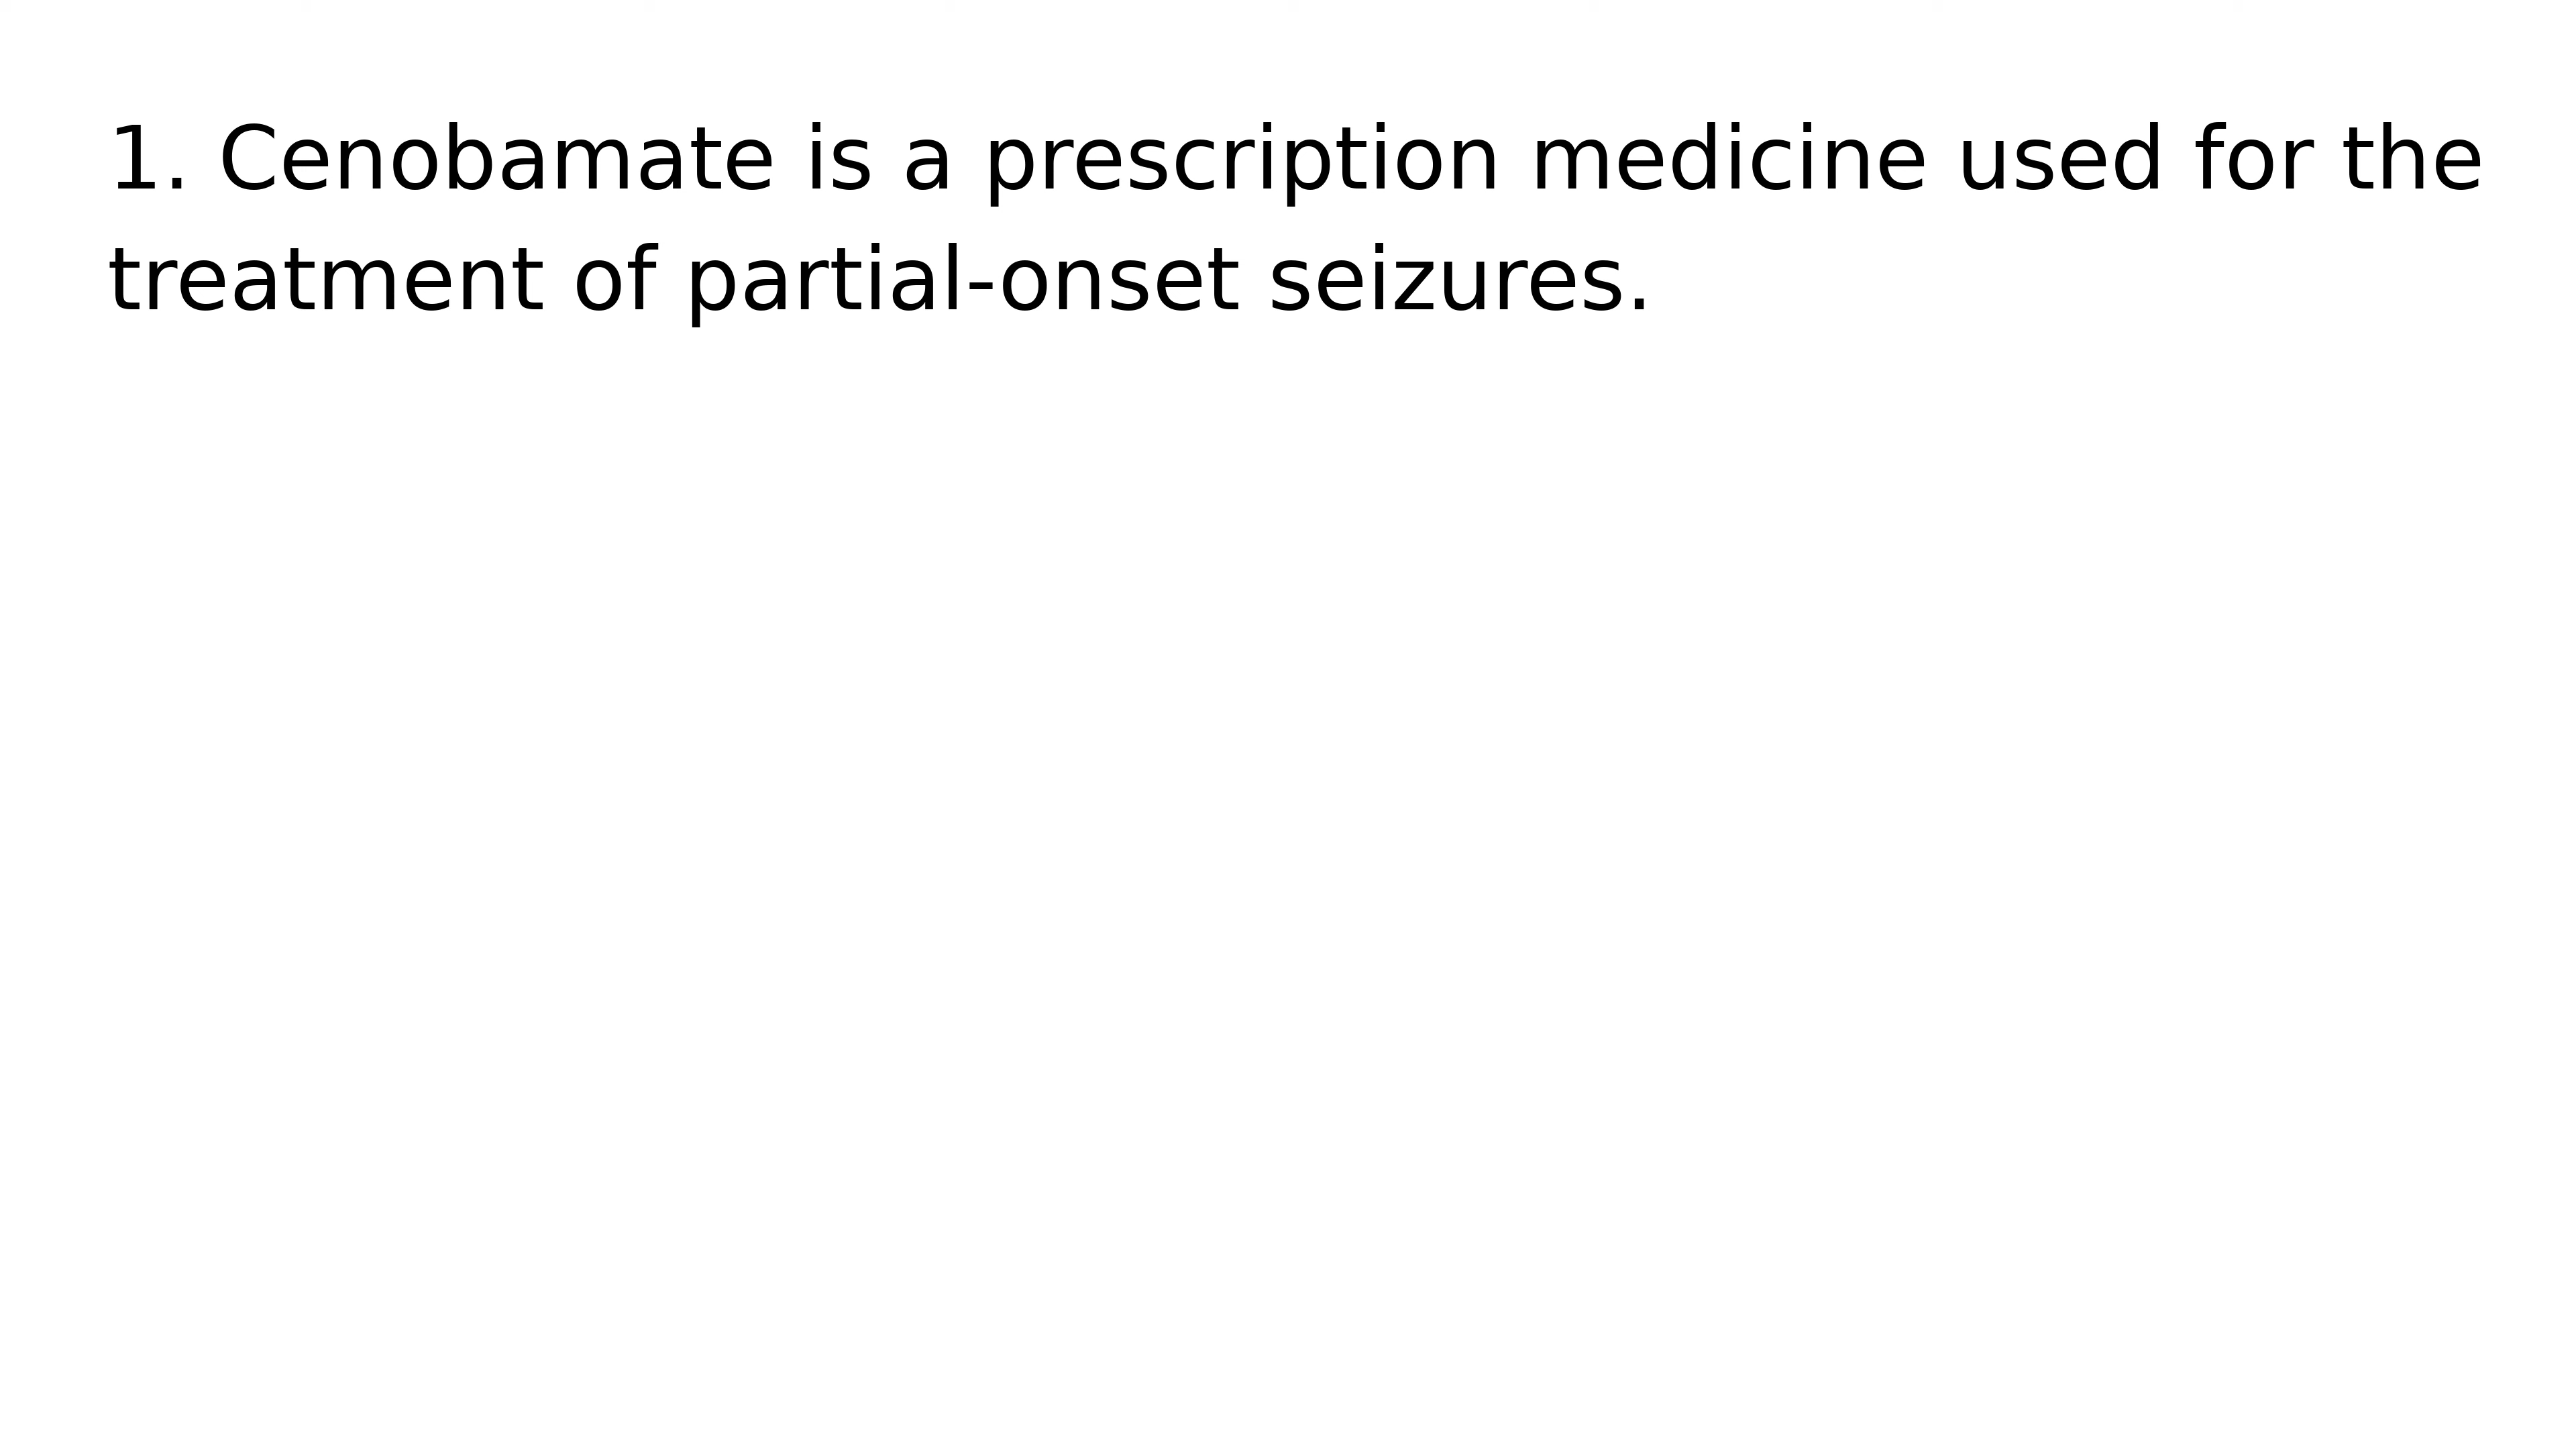 1. Cenobamate is a prescription medicine used for the
treatment of partial-onset seizures.